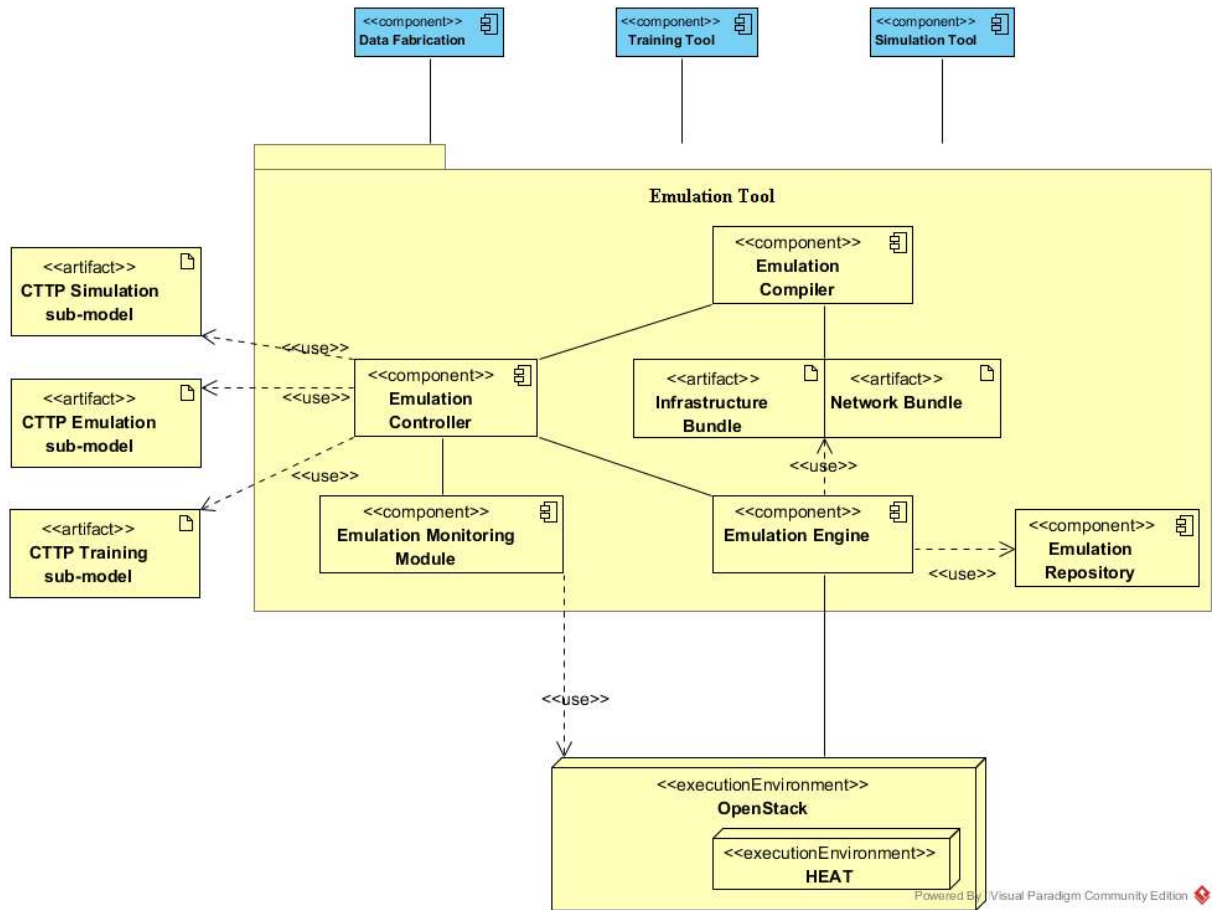 <<component>>
Data Fabrication
<<component>>
Training Tool
<<component>>
Simulation Tool
Emulation Tool
<<component>>
Emulation
Compiler
<<artifact>>
CTTP Simulation
sub-model
<<use>>
<<component>>
Emulation
Controller
<<artifact>>
Infrastructure
Bundle
<<artifact>>
Network Bundle
<<artifact>>
CTTP Emulation
sub-model
<<use>>
<<use>>
<<use>>
<<artifact>>
CTTP Training
sub-model
<<component>>
Emulation Monitoring
Module
<<component>>
Emulation Engine
<<use>>
<<component>>
Emulation
Repository
<<use>>
<<executionEnvironment>>
OpenStack
<<executionEnvironment>>
HEAT
Powered By Visual Paradigm Community Edition